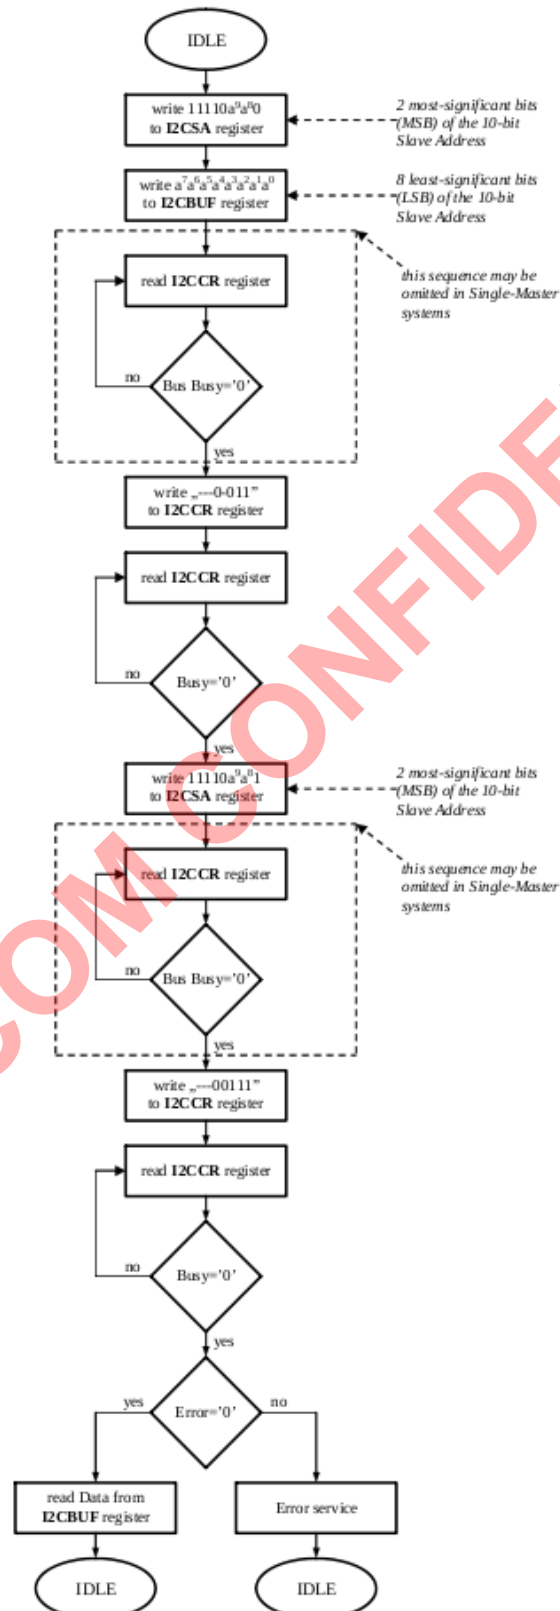 IDLE
write 11110a⁹a⁸0
to I2CSA register
2 most-significant bits
(MSB) of the 10-bit
Slave Address
write a⁷a⁶a⁵a⁴a³a²a¹a⁰
to I2CBUF register
8 least-significant bits
(LSB) of the 10-bit
Slave Address
this sequence may be
omitted in Single-Master
systems
read I2CCR register
no
Bus Busy='0'
yes
write „---0-011”
to I2CCR register
read I2CCR register
no
Busy='0'
yes
write 11110a⁹a⁸1
to I2CSA register
2 most-significant bits
(MSB) of the 10-bit
Slave Address
this sequence may be
omitted in Single-Master
systems
read I2CCR register
no
Bus Busy='0'
yes
write „---00111”
to I2CCR register
read I2CCR register
no
Busy='0'
yes
Error='0'
yes
no
read Data from
I2CBUF register
Error service
IDLE
IDLE
COM CONFIDE